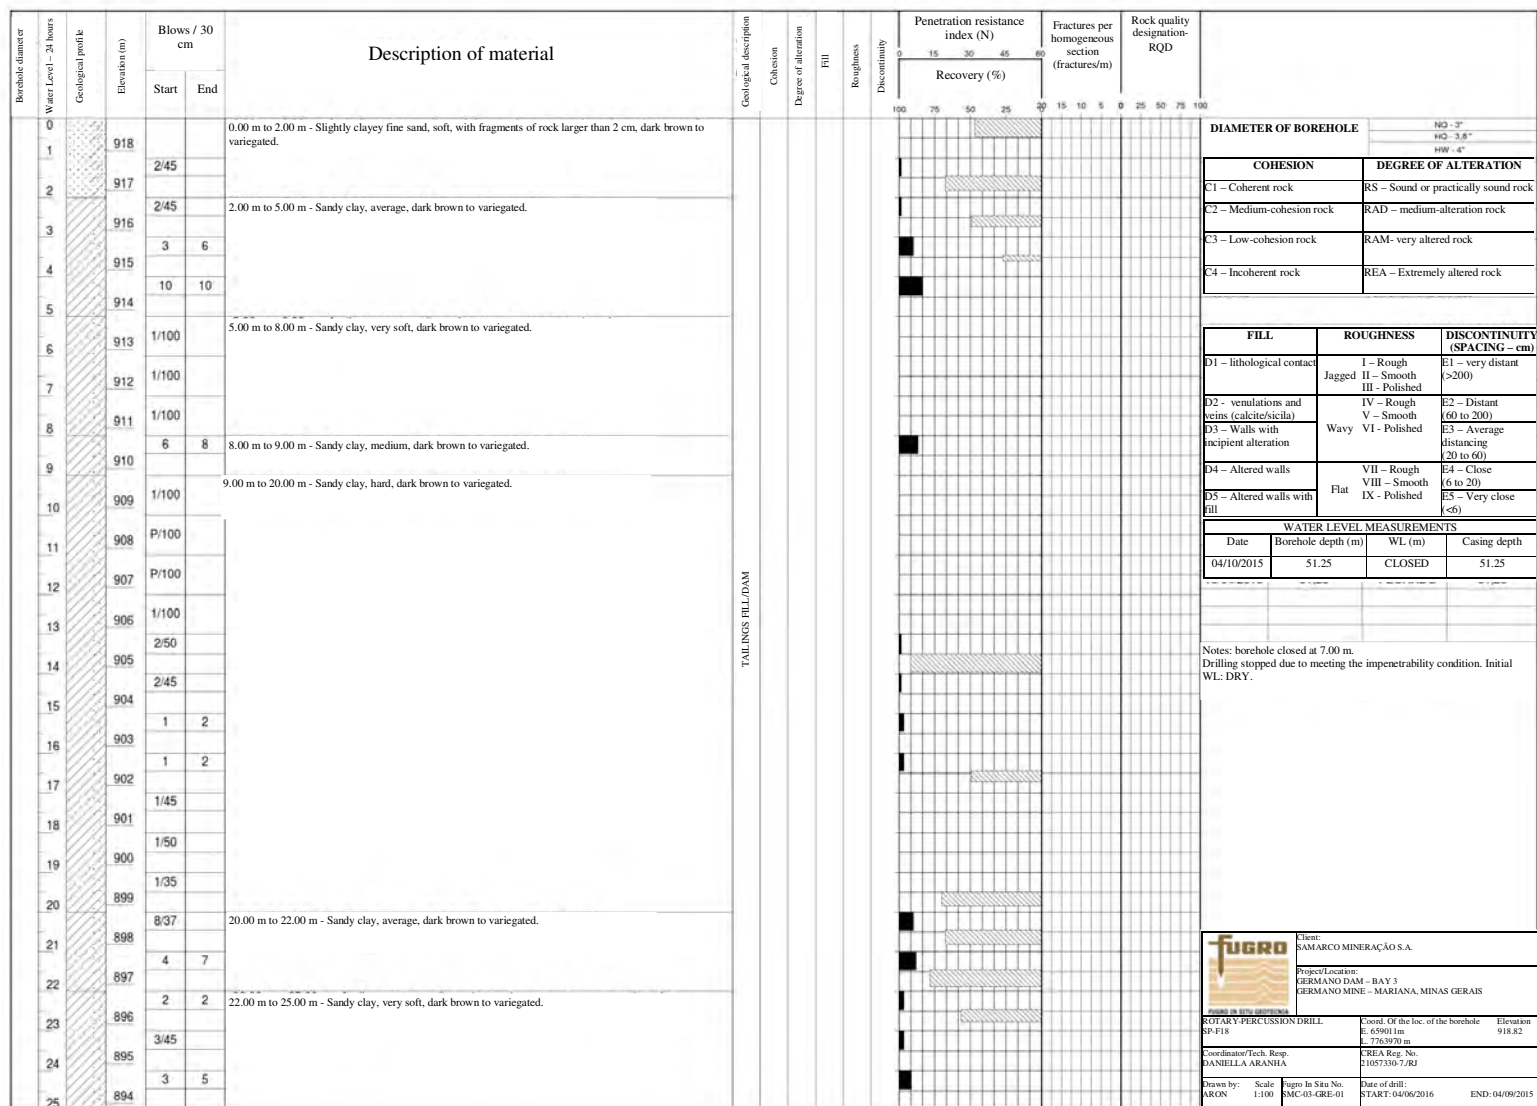 Borehole diameter
Water Level – 24 hours
Geological profile
Elevation (m)
Blows / 30
cm
Start End
Description of material
Geological description
Cohesion
Degree of alteration
Fill
Roughness
Discontinuity
Penetration resistance
index (N)
0 15 30 45 60
Recovery (%)
100 75 50 25
Fractures per
homogeneous
section
(fractures/m)
20 15 10 5 0
Rock quality
designation-
RQD
25 50 75 100
0
1 918
2/45
2 917
2/45
3 916
3 6
4 915
10 10
5 914
6 913 1/100
7 912 1/100
8 911 1/100
6 8
9 910
10 909 1/100
11 908 P/100
12 907 P/100
13 906 1/100
2/50
14 905
2/45
15 904
1 2
16 903
1 2
17 902
1/45
18 901
1/50
19 900
1/35
20 899
8/37
21 898
4 7
22 897
2 2
23 896
3/45
24 895
3 5
25 894
0.00 m to 2.00 m - Slightly clayey fine sand, soft, with fragments of rock larger than 2 cm, dark brown to
variegated.
2.00 m to 5.00 m - Sandy clay, average, dark brown to variegated.
5.00 m to 8.00 m - Sandy clay, very soft, dark brown to variegated.
8.00 m to 9.00 m - Sandy clay, medium, dark brown to variegated.
9.00 m to 20.00 m - Sandy clay, hard, dark brown to variegated.
20.00 m to 22.00 m - Sandy clay, average, dark brown to variegated.
22.00 m to 25.00 m - Sandy clay, very soft, dark brown to variegated.
TAILINGS FILL/DAM
DIAMETER OF BOREHOLE
NQ - 3"
HQ - 3,8"
HW - 4"
COHESION DEGREE OF ALTERATION
C1 – Coherent rock RS – Sound or practically sound rock
C2 – Medium-cohesion rock RAD – medium-alteration rock
C3 – Low-cohesion rock RAM- very altered rock
C4 – Incoherent rock REA – Extremely altered rock
FILL ROUGHNESS DISCONTINUITY
(SPACING – cm)
D1 – lithological contact
D2 - venulations and
veins (calcite/sicila)
D3 – Walls with
incipient alteration
D4 – Altered walls
D5 – Altered walls with
fill
Jagged
I – Rough
II – Smooth
III - Polished
Wavy
IV – Rough
V – Smooth
VI - Polished
Flat
VII – Rough
VIII – Smooth
IX - Polished
E1 – very distant
(>200)
E2 – Distant
(60 to 200)
E3 – Average
distancing
(20 to 60)
E4 – Close
(6 to 20)
E5 – Very close
(<6)
WATER LEVEL MEASUREMENTS
Date Borehole depth (m) WL (m) Casing depth
04/10/2015 51.25 CLOSED 51.25
Notes: borehole closed at 7.00 m.
Drilling stopped due to meeting the impenetrability condition. Initial
WL: DRY.
FUGRO
FUGRO IN SITU GEOTECNIA
Client:
SAMARCO MINERAÇÃO S.A.
Project/Location:
GERMANO DAM – BAY 3
GERMANO MINE – MARIANA, MINAS GERAIS
ROTARY-PERCUSSION DRILL
SP-F18
Coord. Of the loc. of the borehole Elevation
E. 659011m 918.82
L. 7763970 m
Coordinator/Tech. Resp.
DANIELLA ARANHA
CREA Reg. No.
21057330-7/RJ
Drawn by: Scale Fugro In Situ No. Date of drill:
ARON 1:100 SMC-03-GRE-01 START: 04/06/2016 END: 04/09/2015